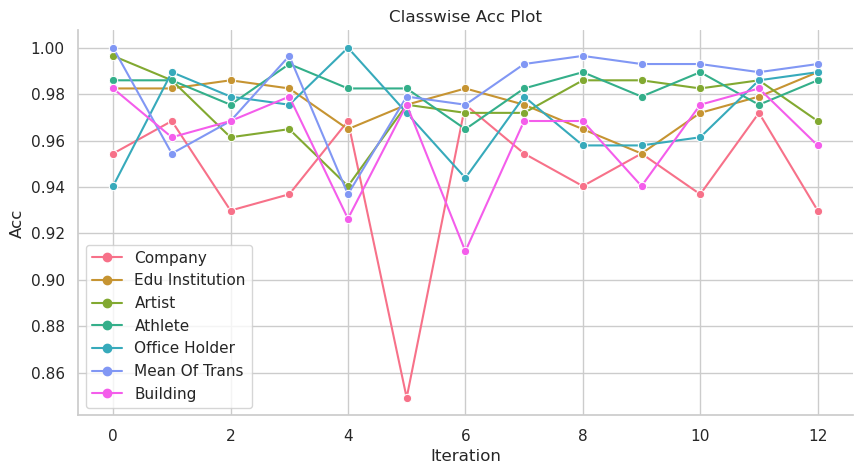 Classwise Acc Plot
1.00
0.98
0.96
0.94
0.92
0.90
0.88
0.86
Acc
Company
Edu Institution
Artist
Athlete
Office Holder
Mean Of Trans
Building
0 2 4 6 8 10 12
Iteration